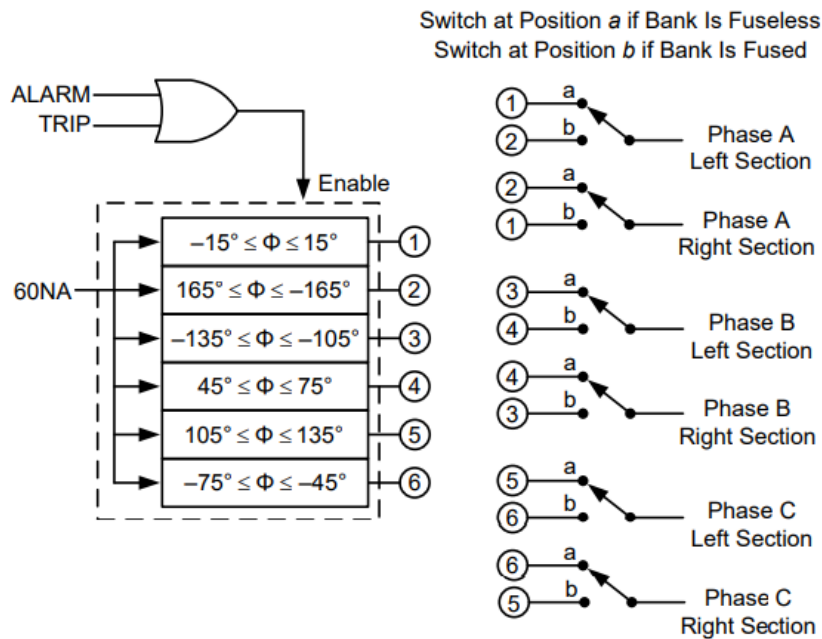 Switch at Position a if Bank Is Fuseless
Switch at Position b if Bank Is Fused
ALARM
TRIP
Enable
60NA
–15° ≤ Φ ≤ 15°
1
165° ≤ Φ ≤ –165°
2
–135° ≤ Φ ≤ –105°
3
45° ≤ Φ ≤ 75°
4
105° ≤ Φ ≤ 135°
5
–75° ≤ Φ ≤ –45°
6
1
a
2
b
Phase A
Left Section
2
a
1
b
Phase A
Right Section
3
a
4
b
Phase B
Left Section
4
a
3
b
Phase B
Right Section
5
a
6
b
Phase C
Left Section
6
a
5
b
Phase C
Right Section